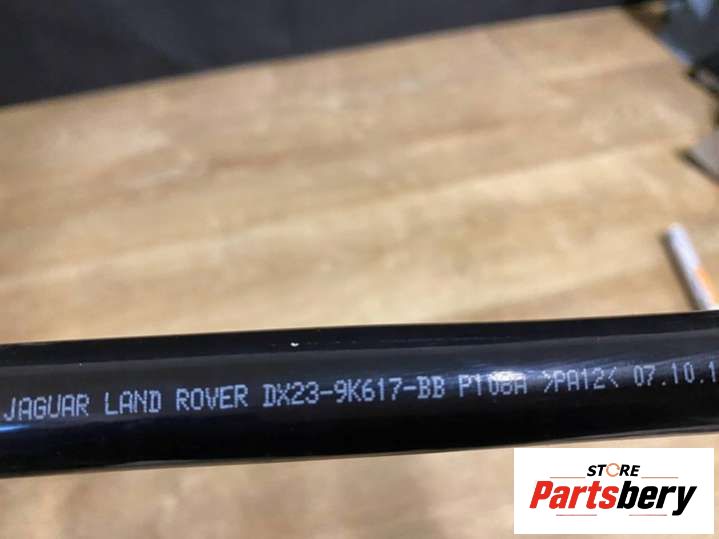 JAGUAR LAND ROVER DX23-9K617-BB P108A >PA12< 07.10.1
STORE
Partsbery